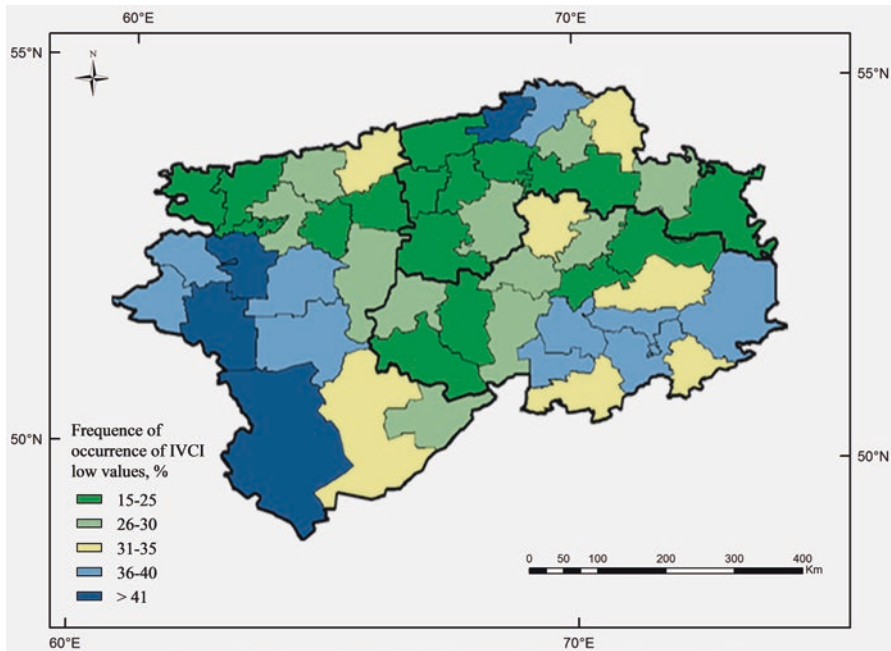 60°E
70°E
55°N
55°N
N
50°N
50°N
Frequence of
occurrence of IVCI
low values, %
15-25
26-30
31-35
36-40
> 41
0 50 100 200 300 400
Km
60°E
70°E